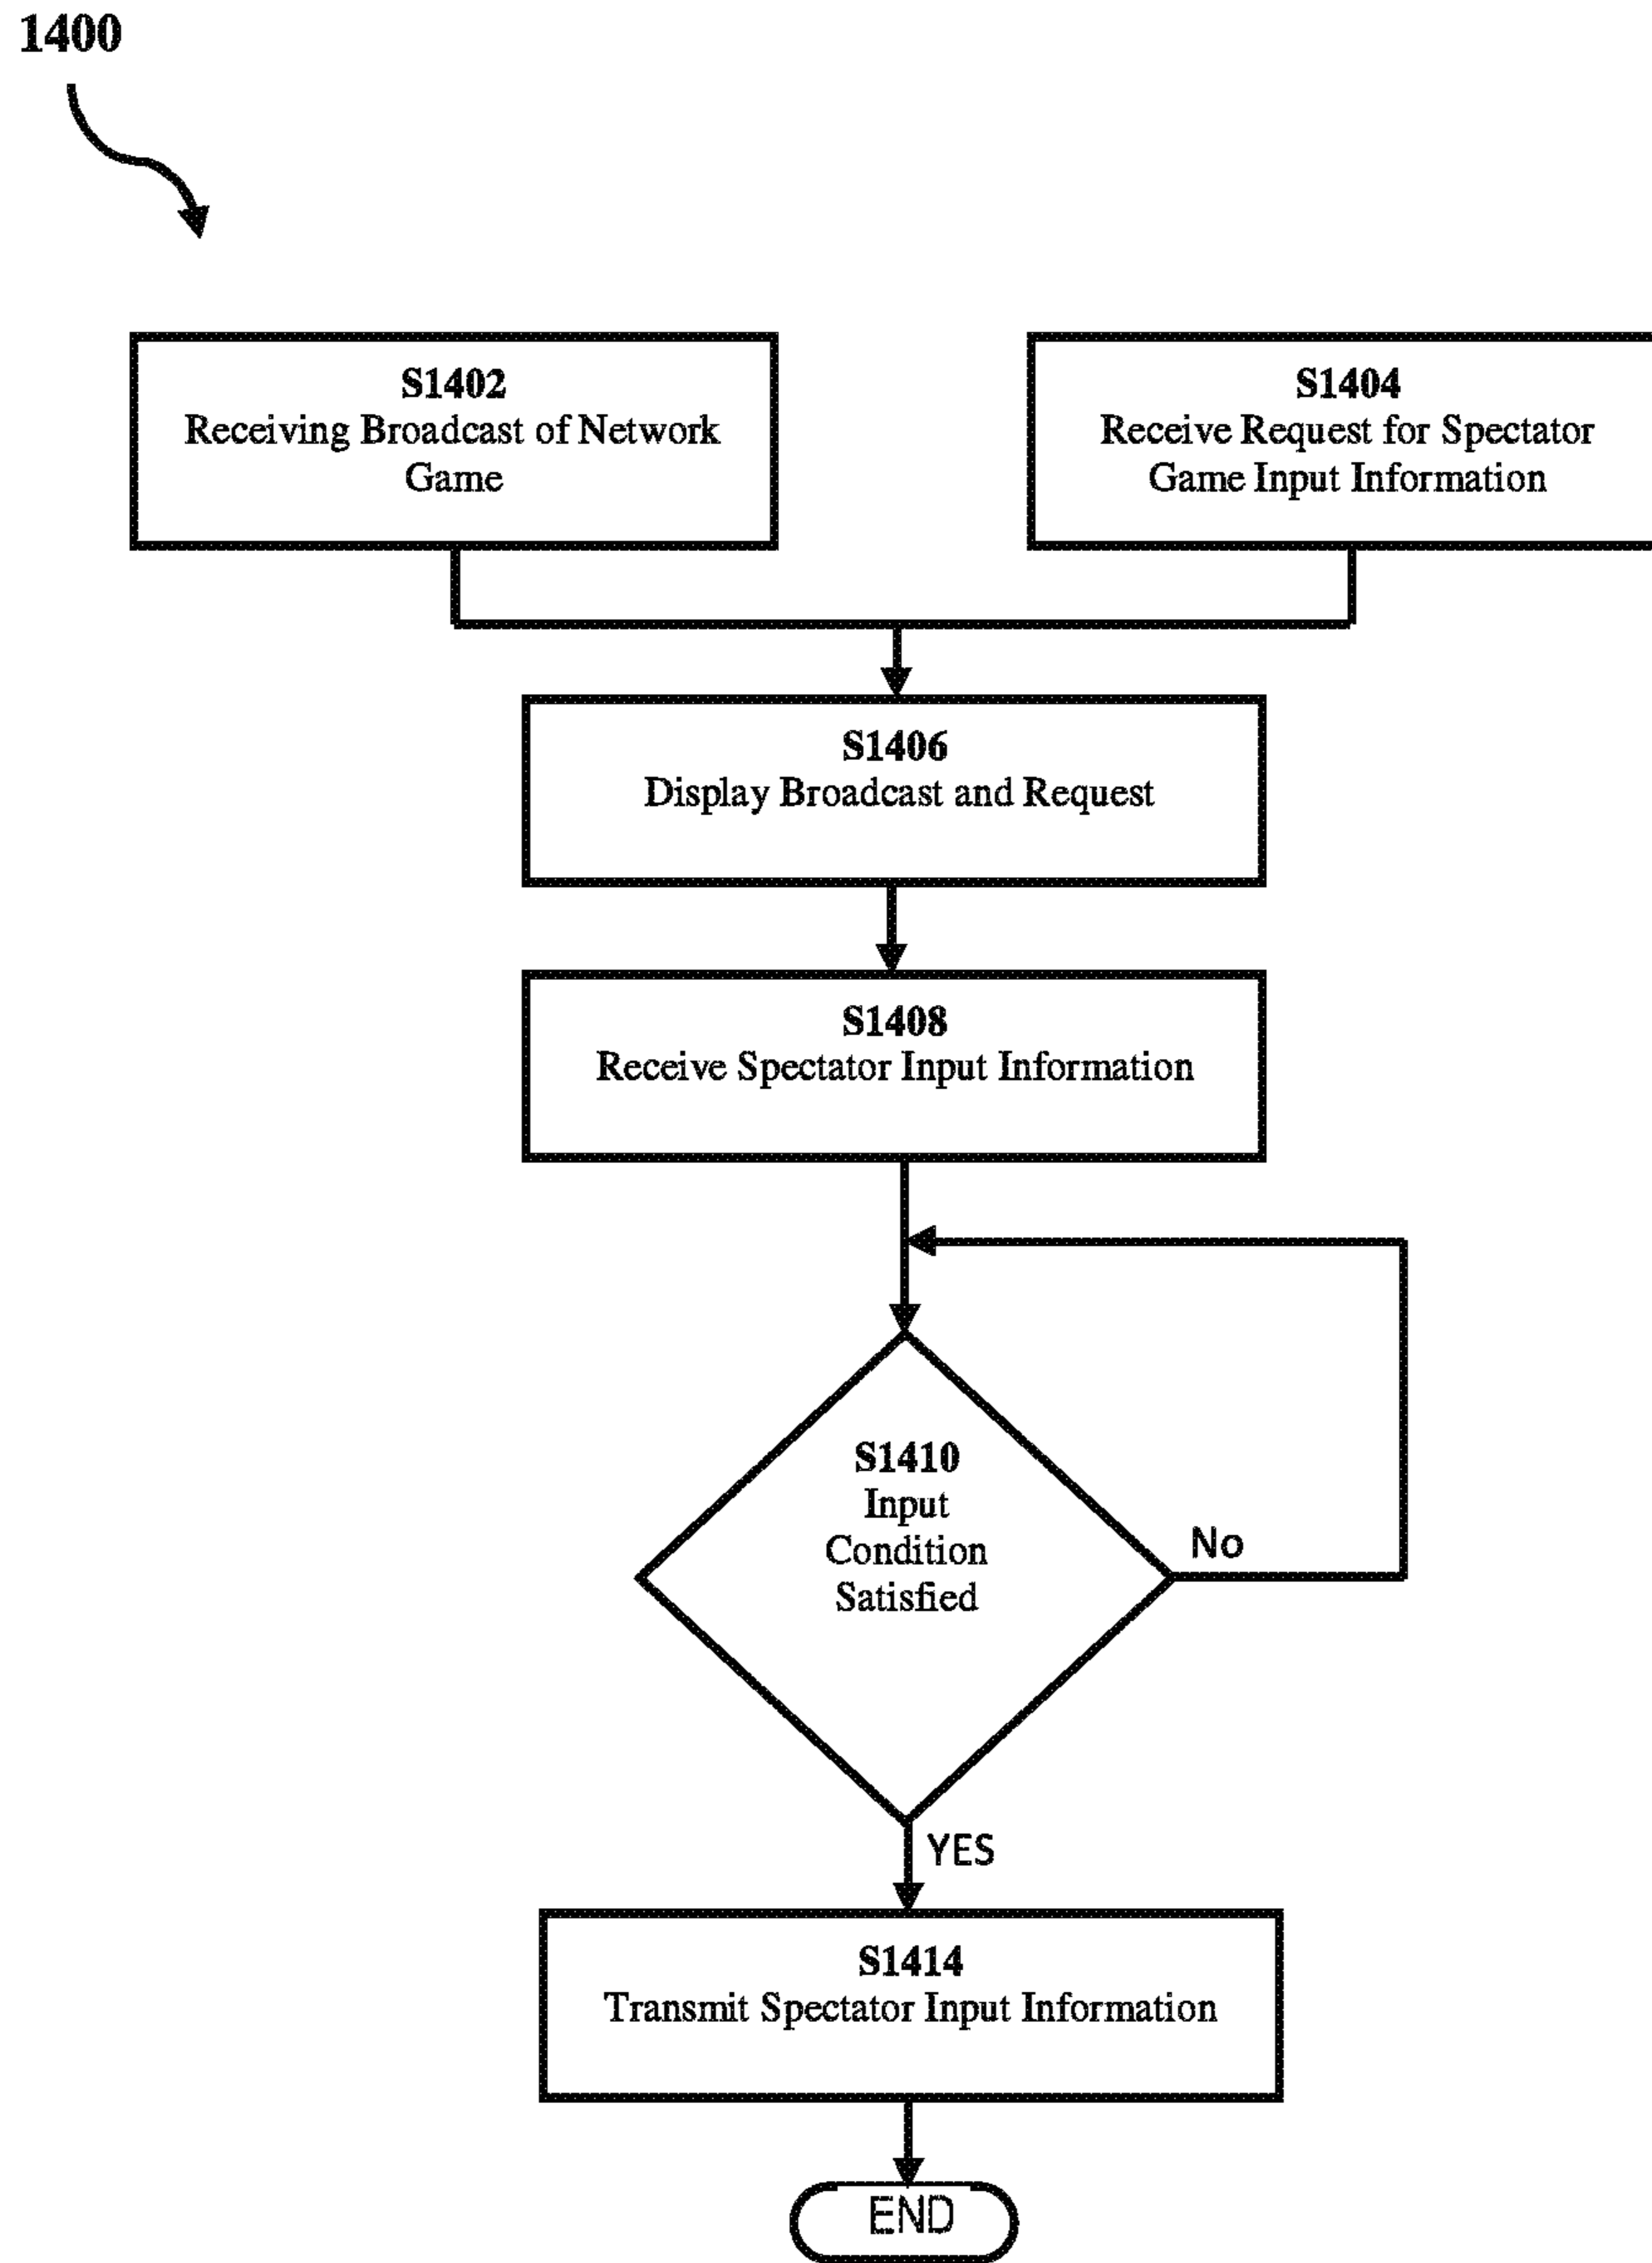 1400
S1402
Receiving Broadcast of Network
Game
S1404
Receive Request for Spectator
Game Input Information
S1406
Display Broadcast and Request
S1408
Receive Spectator Input Information
S1410
Input
Condition
Satisfied
No
YES
S1414
Transmit Spectator Input Information
END